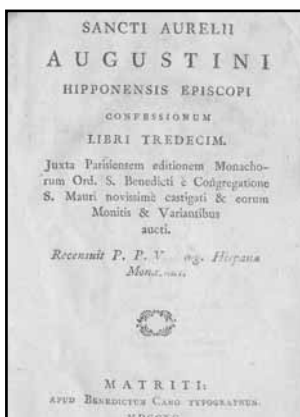 SANCTI AURELII
AUGUSTINI
HIPPONENSIS EPISCOPI
CONFESSIONUM
LIBRI TREDECIM.
Juxta Parisiensem editionem Monacho-
rum Ord. S. Benedicti è Congregatione
S. Mauri novissimè castigati & eorum
Monitis & Variantibus
aucti.
Recensuit P. P. V
MATRITI:
APUD BENEDICTUM CANO TYPOGRAPHUM.